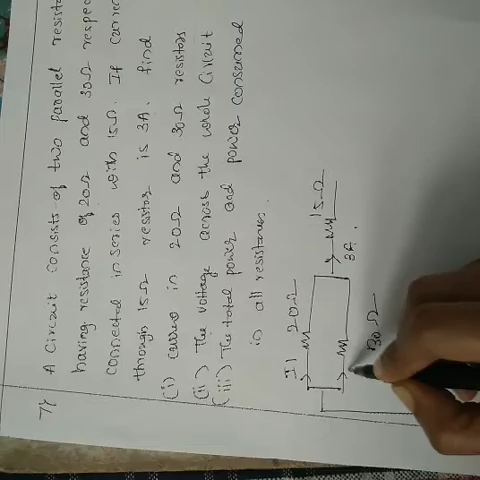 7) A Circuit consists of two parallel resisto
having resistance of 20Ω and 30Ω respec
connected in series with 15Ω. If curre
through 15Ω resistor is 3A. find
(i) current in 20Ω and 30Ω resistors
(ii) The voltage across the whole Circuit
(iii) The total power and power consumed
in all resistances.
I1 20Ω
15Ω
3A.
30Ω